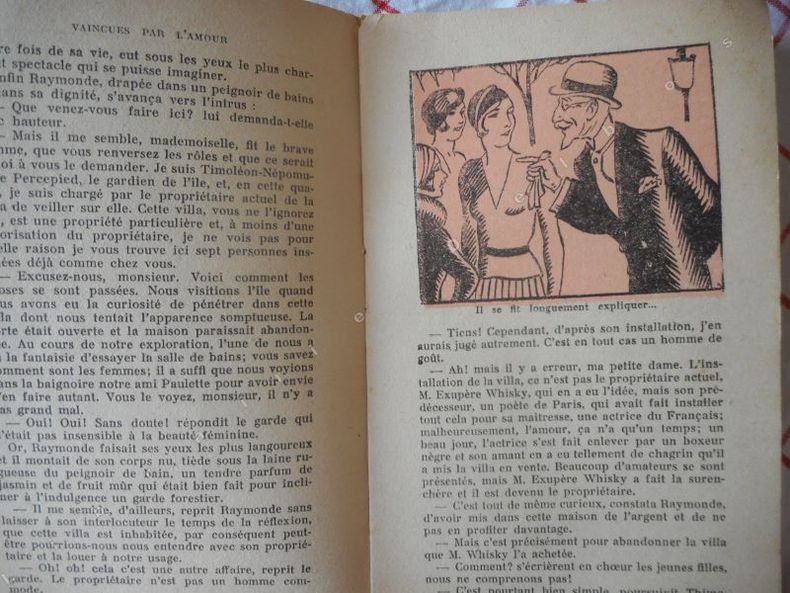 VAINCUES PAR L'AMOUR
re fois de sa vie, eut sous les yeux le plus char-
t spectacle qui se puisse imaginer.
nfin Raymonde, drapée dans un peignoir de bains
ans sa dignité, s'avança vers l'intrus :
— Que venez-vous faire ici? lui demanda-t-elle
c hauteur.
— Mais il me semble, mademoiselle, fit le brave
mme, que vous renversez les rôles et que ce serait
oi à vous le demander. Je suis Timoléon-Népomu-
e Percepied, le gardien de l'île, et, en cette qua-
, je suis chargé par le propriétaire actuel de la
a de veiller sur elle. Cette villa, vous ne l'ignorez
, est une propriété particulière et, à moins d'une
orisation du propriétaire, je ne vois pas pour
elle raison je vous trouve ici sept personnes ins-
ées déjà comme chez vous.
— Excusez-nous, monsieur. Voici comment les
oses se sont passées. Nous visitions l'île quand
us avons eu la curiosité de pénétrer dans cette
la dont nous tentait l'apparence somptueuse. La
orte était ouverte et la maison paraissait abandon-
e. Au cours de notre exploration, l'une de nous a
la fantaisie d'essayer la salle de bains; vous savez
omment sont les femmes; il a suffi que nous voyions
ans la baignoire notre ami Paulette pour avoir envie
en faire autant. Vous le voyez, monsieur, il n'y a
as grand mal.
— Oui! Oui! Sans doute! répondit le garde qui
'était pas insensible à la beauté féminine.
Or, Raymonde faisait ses yeux les plus langoureux
et il montait de son corps nu, tiède sous la laine ru-
gueuse du peignoir de bain, un tendre parfum de
jasmin et de fruit mûr qui était bien fait pour incli-
ner à l'indulgence un garde forestier.
— Il me semble, d'ailleurs, reprit Raymonde sans
laisser à son interlocuteur le temps de la réflexion,
que cette villa est inhabitée, par conséquent peut-
être pourrions-nous nous entendre avec son proprié-
taire et la louer à notre usage.
— Oh! oh! cela c'est une autre affaire, reprit le
garde. Le propriétaire n'est pas un homme com-
mode.
Il se fit longuement expliquer...
— Tiens! Cependant, d'après son installation, j'en
aurais jugé autrement. C'est en tout cas un homme de
goût.
— Ah! mais il y a erreur, ma petite dame. L'ins-
tallation de la villa, ce n'est pas le propriétaire actuel,
M. Exupère Whisky, qui en a eu l'idée, mais son pré-
décesseur, un poète de Paris, qui avait fait installer
tout cela pour sa maîtresse, une actrice du Français;
malheureusement, l'amour, ça n'a qu'un temps; un
beau jour, l'actrice s'est fait enlever par un boxeur
nègre et son amant en a eu tellement de chagrin qu'il
a mis la villa en vente. Beaucoup d'amateurs se sont
présentés, mais M. Exupère Whisky a fait la suren-
chère et il est devenu le propriétaire.
— C'est tout de même curieux, constata Raymonde,
d'avoir mis dans cette maison de l'argent et de ne
pas en profiter davantage.
— Mais c'est précisément pour abandonner la villa
que M. Whisky l'a achetée.
— Comment? s'écrièrent en chœur les jeunes filles,
nous ne comprenons pas!
— C'est pourtant bien simple, poursuivit